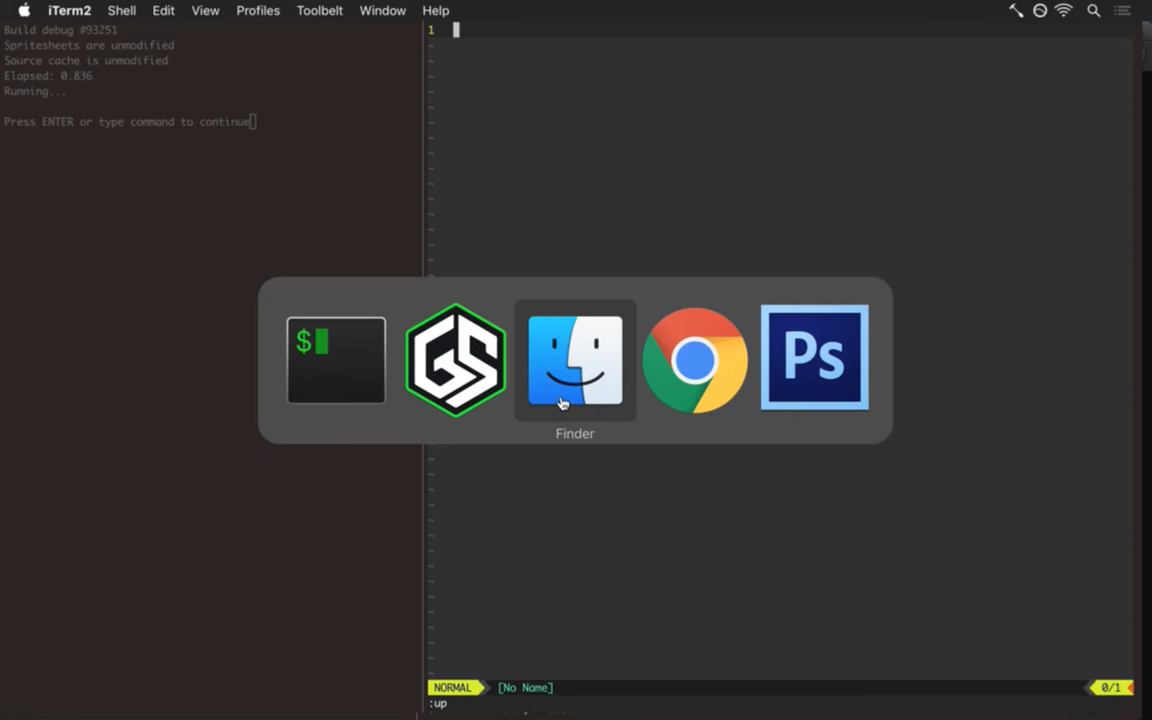 iTerm2 Shell Edit View Profiles Toolbelt Window Help
Build debug #93251
Spritesheets are unmodified
Source cache is unmodified
Elapsed: 0.836
Running...
Press ENTER or type command to continue
1
$
GS
Ps
Finder
NORMAL [No Name] 0/1
:up